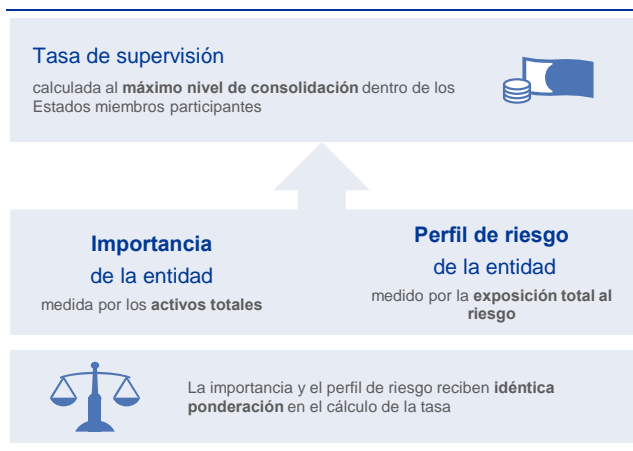 Tasa de supervisión
calculada al máximo nivel de consolidación dentro de los
Estados miembros participantes
Importancia
de la entidad
medida por los activos totales
Perfil de riesgo
de la entidad
medido por la exposición total al
riesgo
La importancia y el perfil de riesgo reciben idéntica
ponderación en el cálculo de la tasa